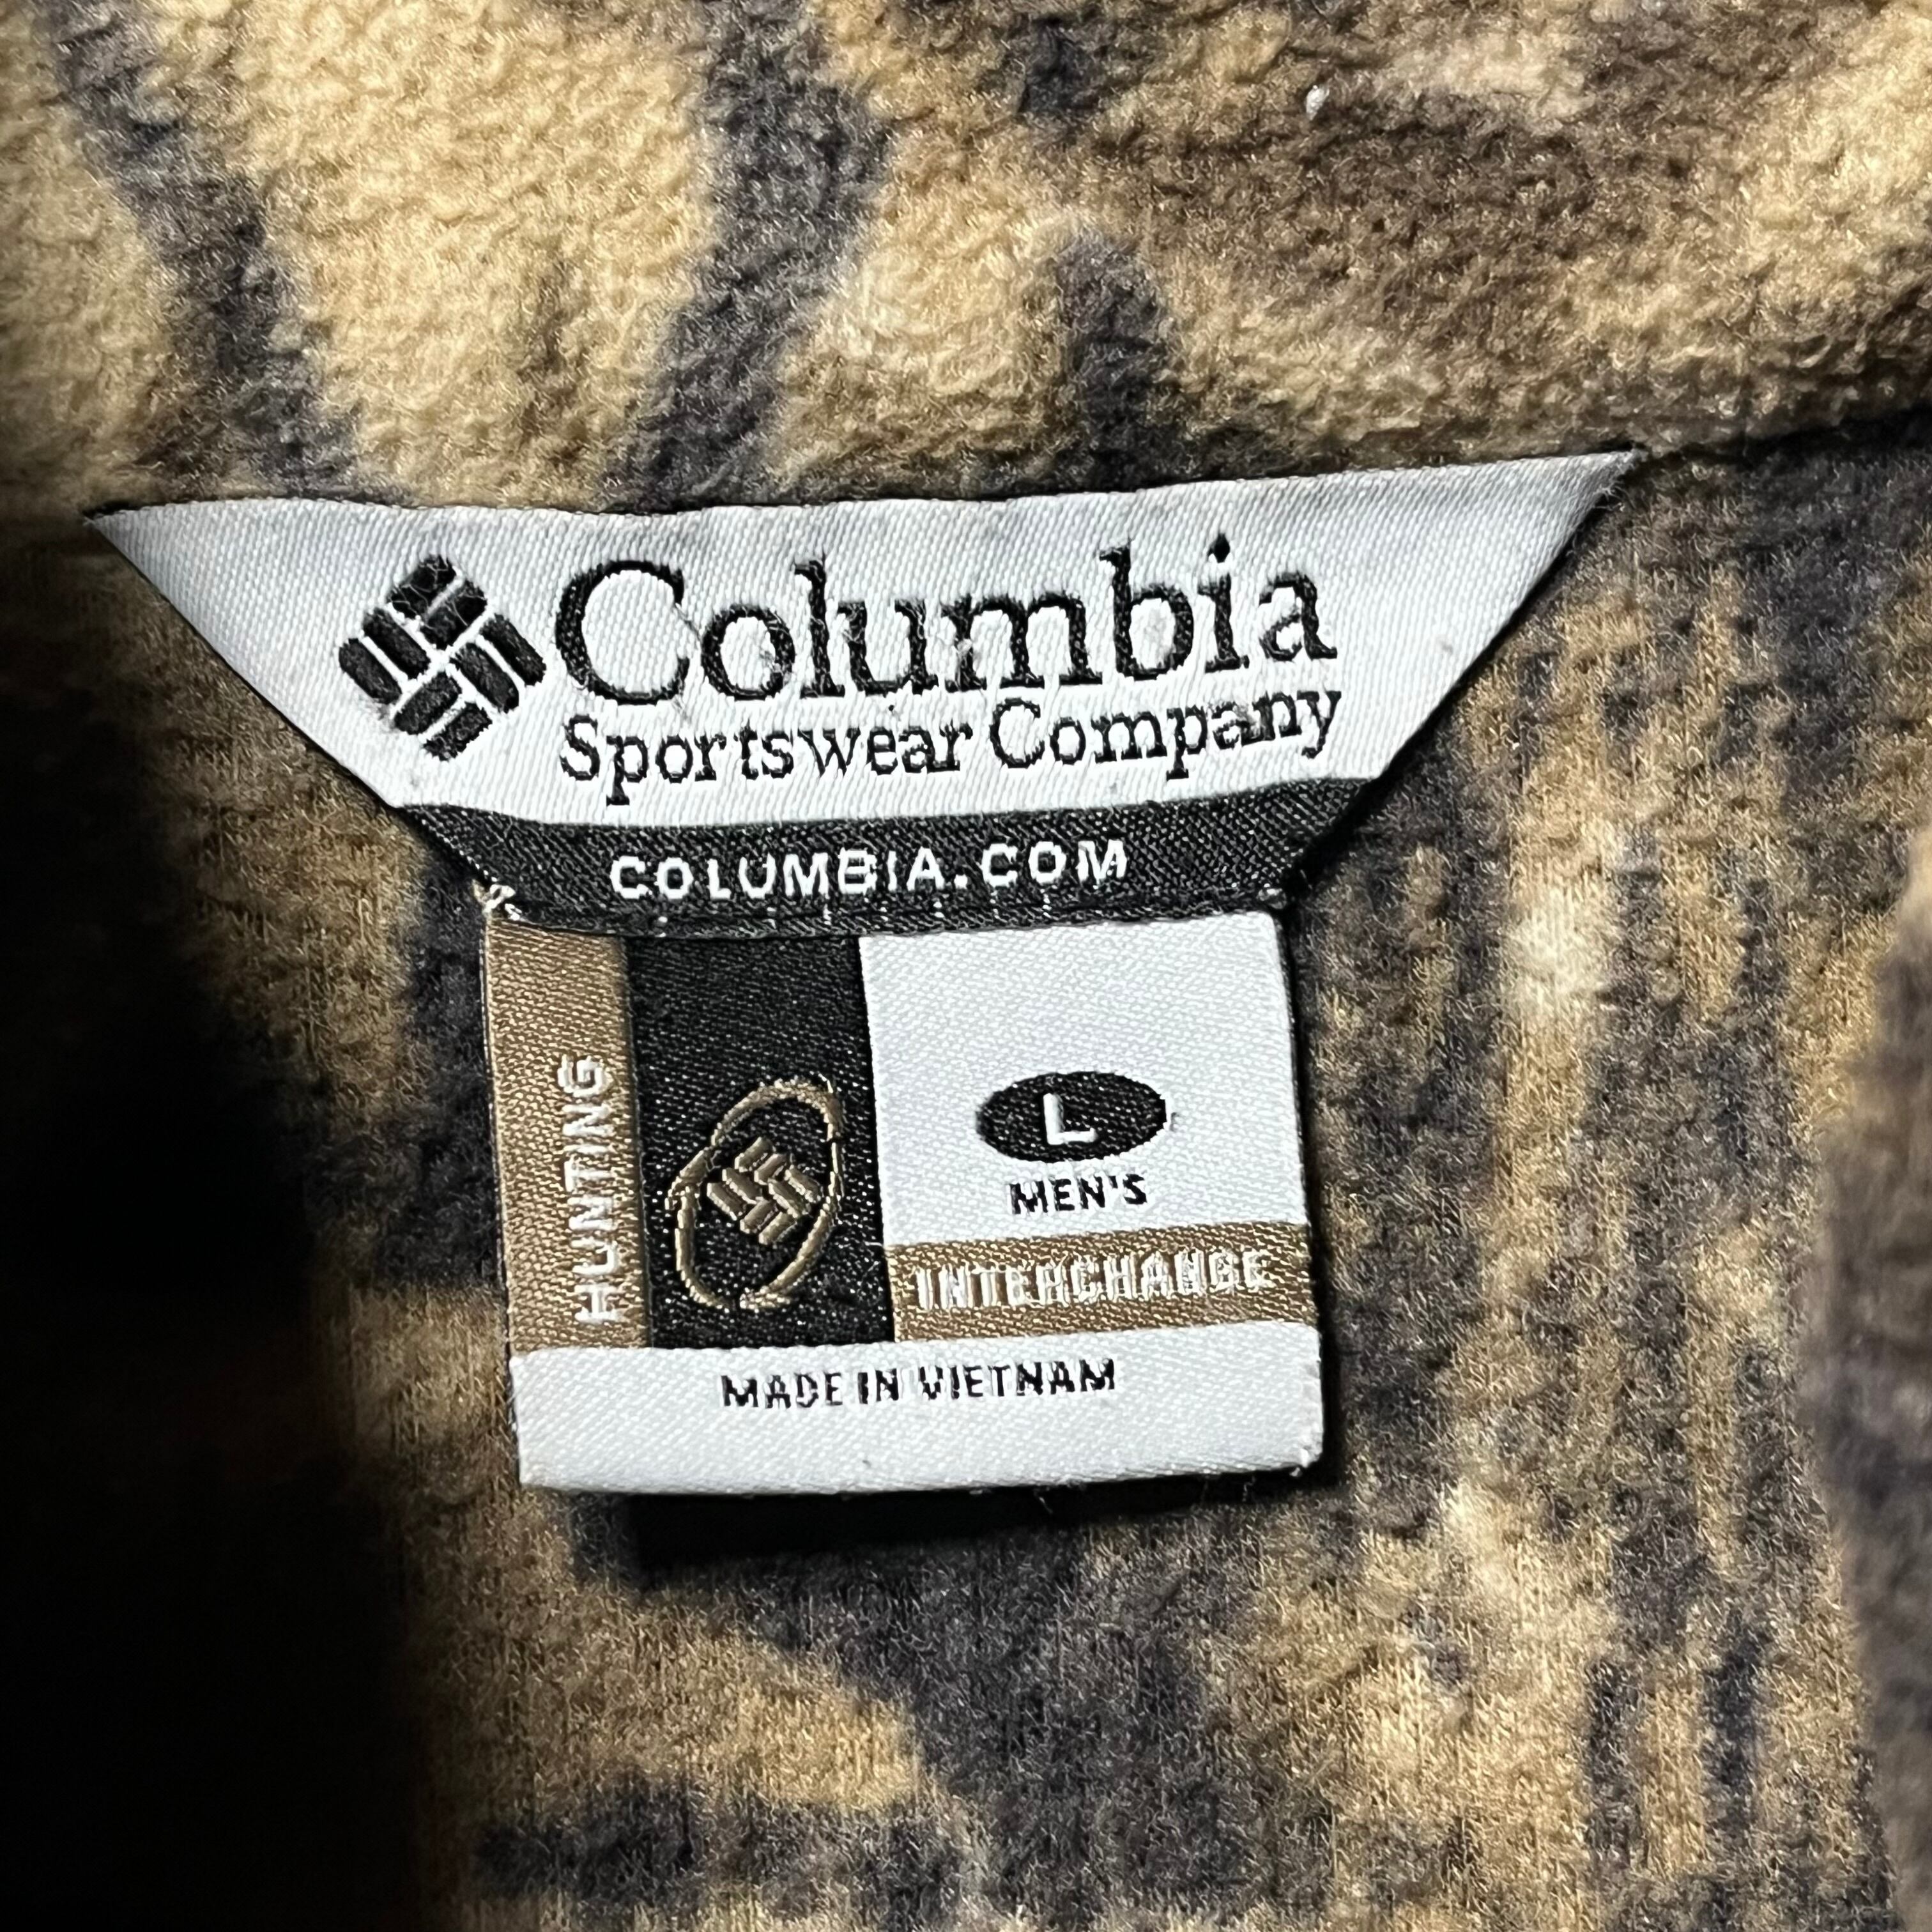 Columbia
Sportswear Company
COLUMBIA.COM
HUNTING
L
MEN'S
INTERCHANGE
MADE IN VIETNAM